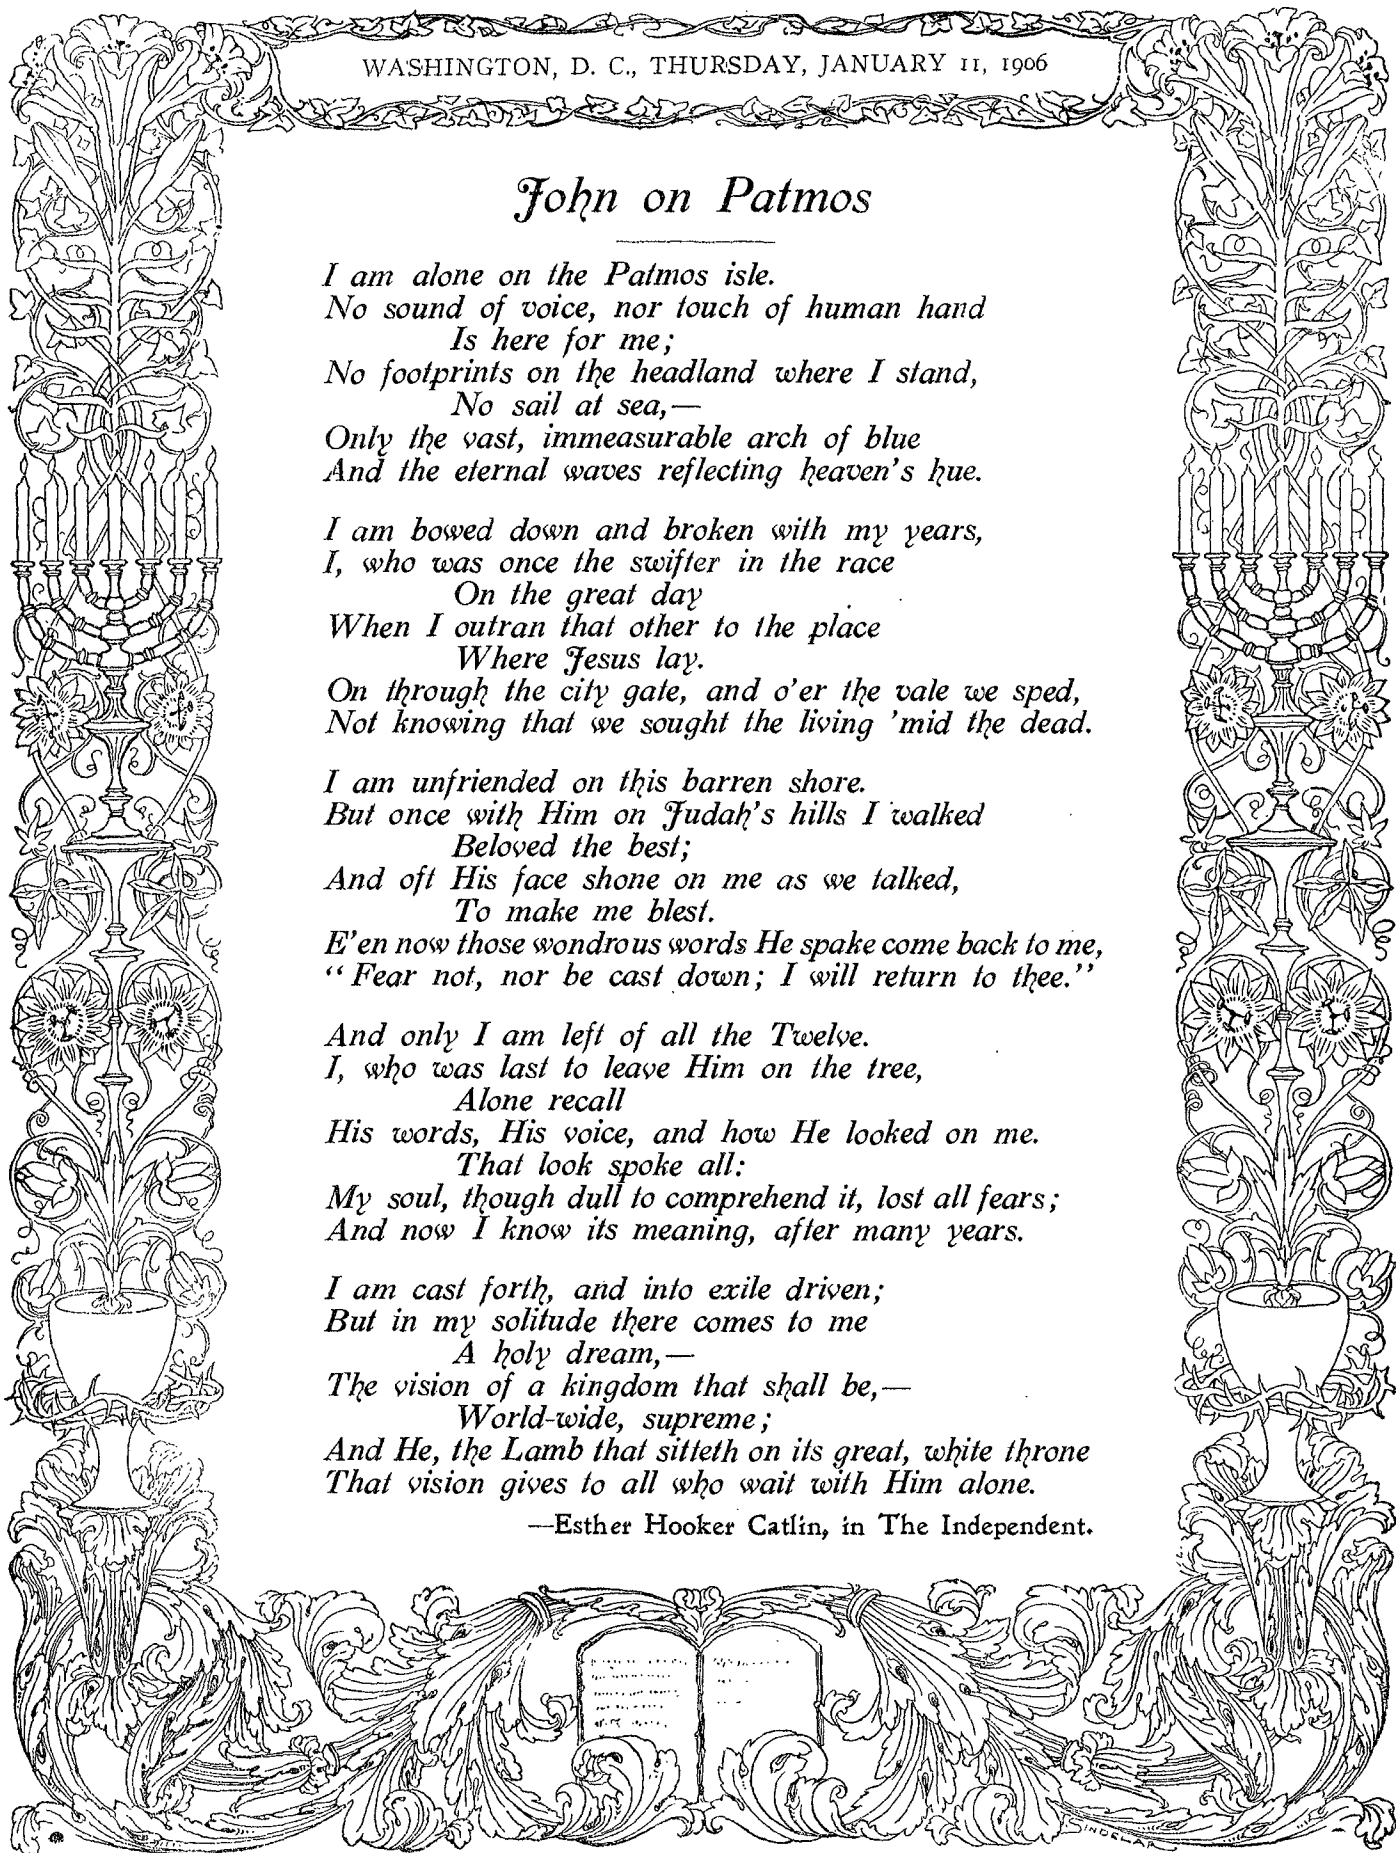 WASHINGTON, D. C., THURSDAY, JANUARY 11, 1906
John on Patmos
I am alone on the Patmos isle.
No sound of voice, nor touch of human hand
Is here for me;
No footprints on the headland where I stand,
No sail at sea,—
Only the vast, immeasurable arch of blue
And the eternal waves reflecting heaven's hue.
I am bowed down and broken with my years,
I, who was once the swifter in the race
On the great day
When I outran that other to the place
Where Jesus lay.
On through the city gate, and o'er the vale we sped,
Not knowing that we sought the living 'mid the dead.
I am unfriended on this barren shore.
But once with Him on Judah's hills I walked
Beloved the best;
And oft His face shone on me as we talked,
To make me blest.
E'en now those wondrous words He spake come back to me,
“Fear not, nor be cast down; I will return to thee.”
And only I am left of all the Twelve.
I, who was last to leave Him on the tree,
Alone recall
His words, His voice, and how He looked on me.
That look spoke all:
My soul, though dull to comprehend it, lost all fears;
And now I know its meaning, after many years.
I am cast forth, and into exile driven;
But in my solitude there comes to me
A holy dream,—
The vision of a kingdom that shall be,—
World-wide, supreme;
And He, the Lamb that sitteth on its great, white throne
That vision gives to all who wait with Him alone.
—Esther Hooker Catlin, in The Independent.
SINDELAR